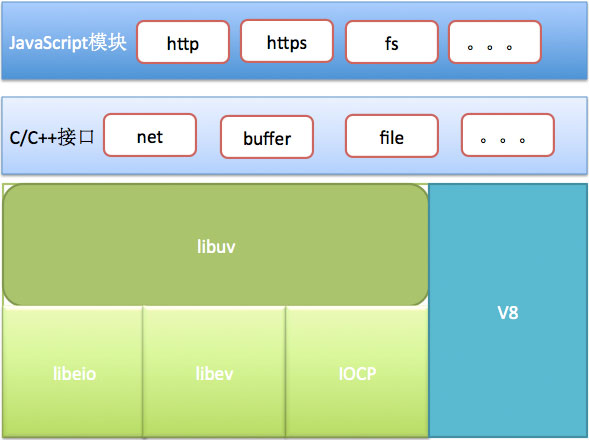 JavaScript模块 http https fs 。。。
C/C++接口 net buffer file 。。。
libuv
V8
libeio libev IOCP